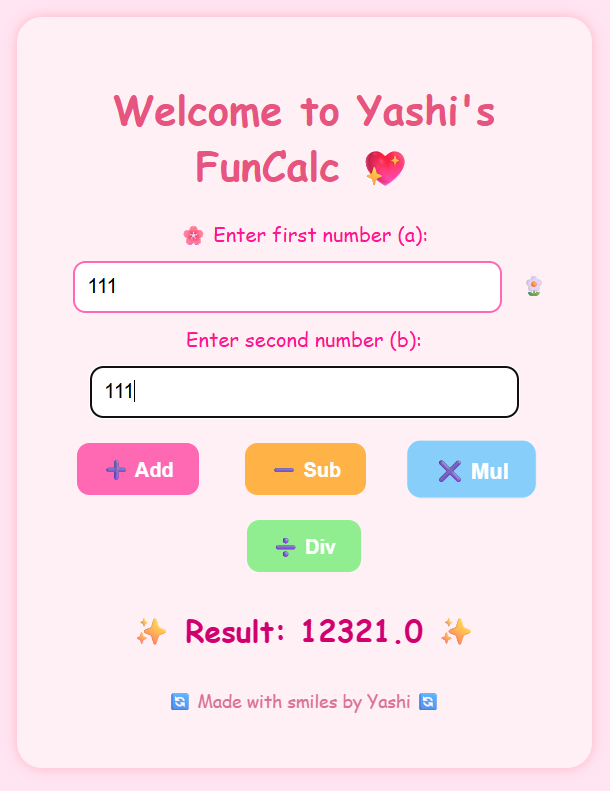 Welcome to Yashi's
FunCalc 💖
🌸 Enter first number (a):
111
Enter second number (b):
111
➕ Add
➖ Sub
✖ Mul
➗ Div
✨ Result: 12321.0 ✨
🔄 Made with smiles by Yashi 🔄